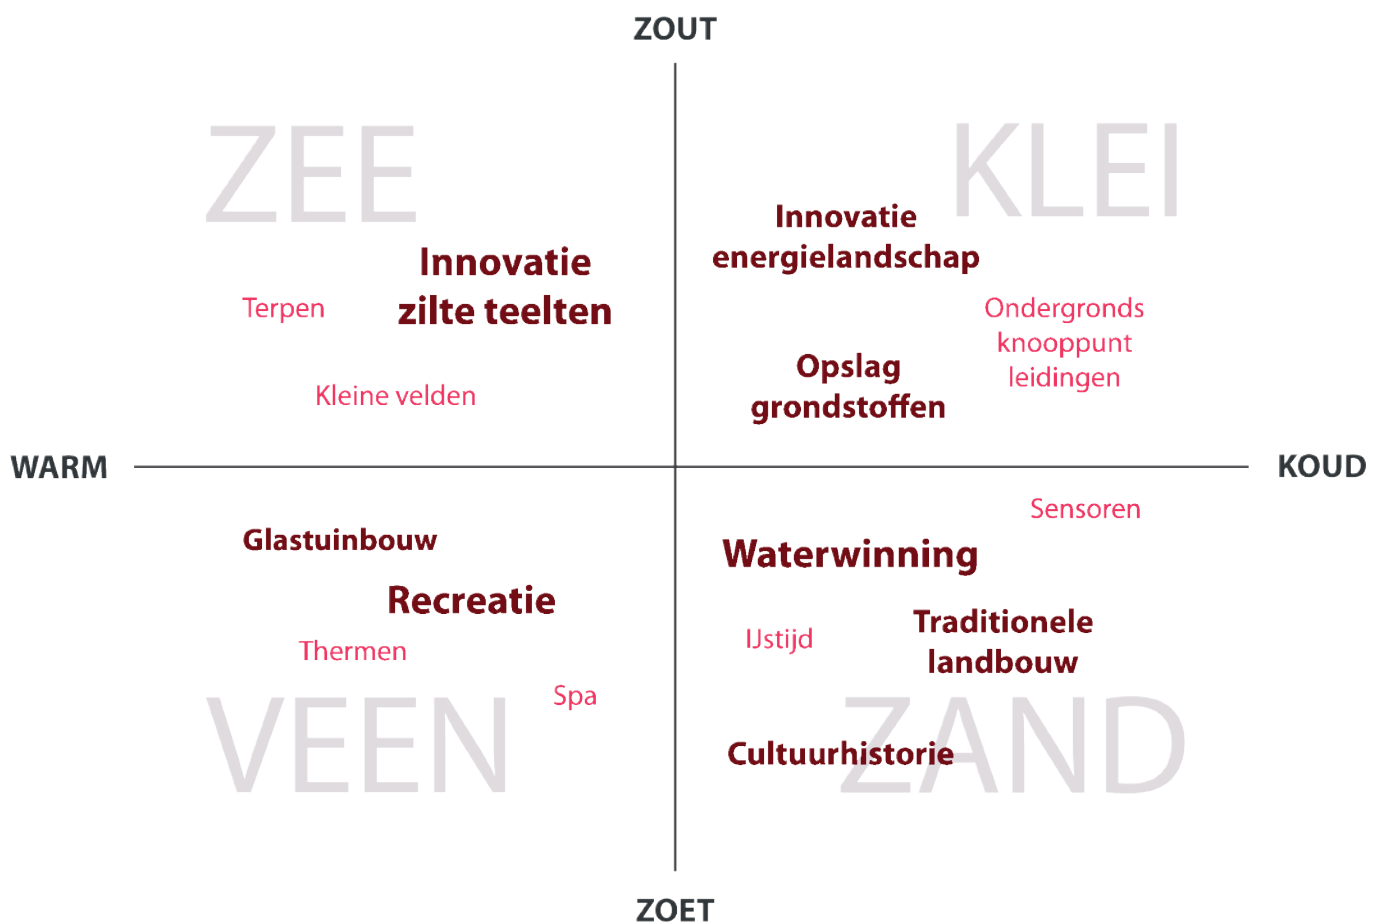 ZOUT
ZEE
KLEI
Innovatie
zilte teelten
Terpen
Kleine velden
Innovatie
energielandschap
Ondergronds
knooppunt
leidingen
Opslag
grondstoffen
WARM
KOUD
Glastuinbouw
Recreatie
Thermen
Spa
VEEN
Sensoren
Waterwinning
IJstijd
Traditionele
landbouw
Cultuurhistorie
ZAND
ZOET